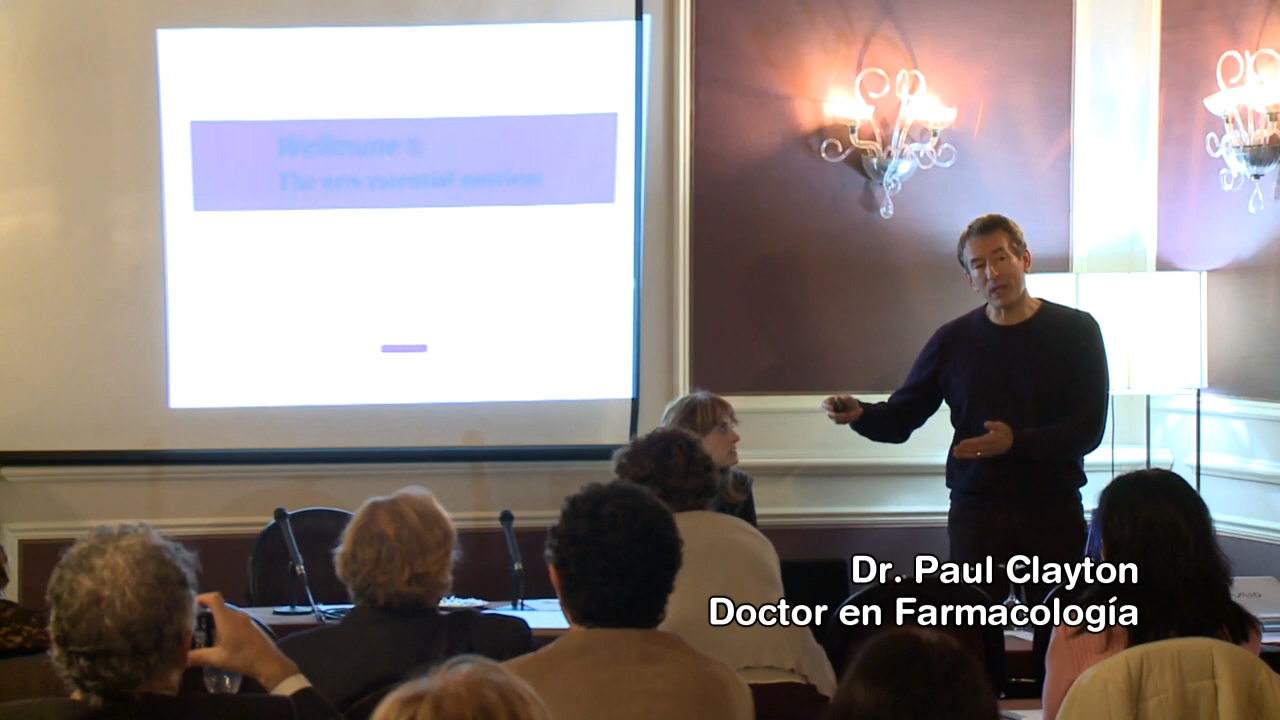 Wellmune ®
The new essential nutrient
Dr. Paul Clayton
Doctor en Farmacología